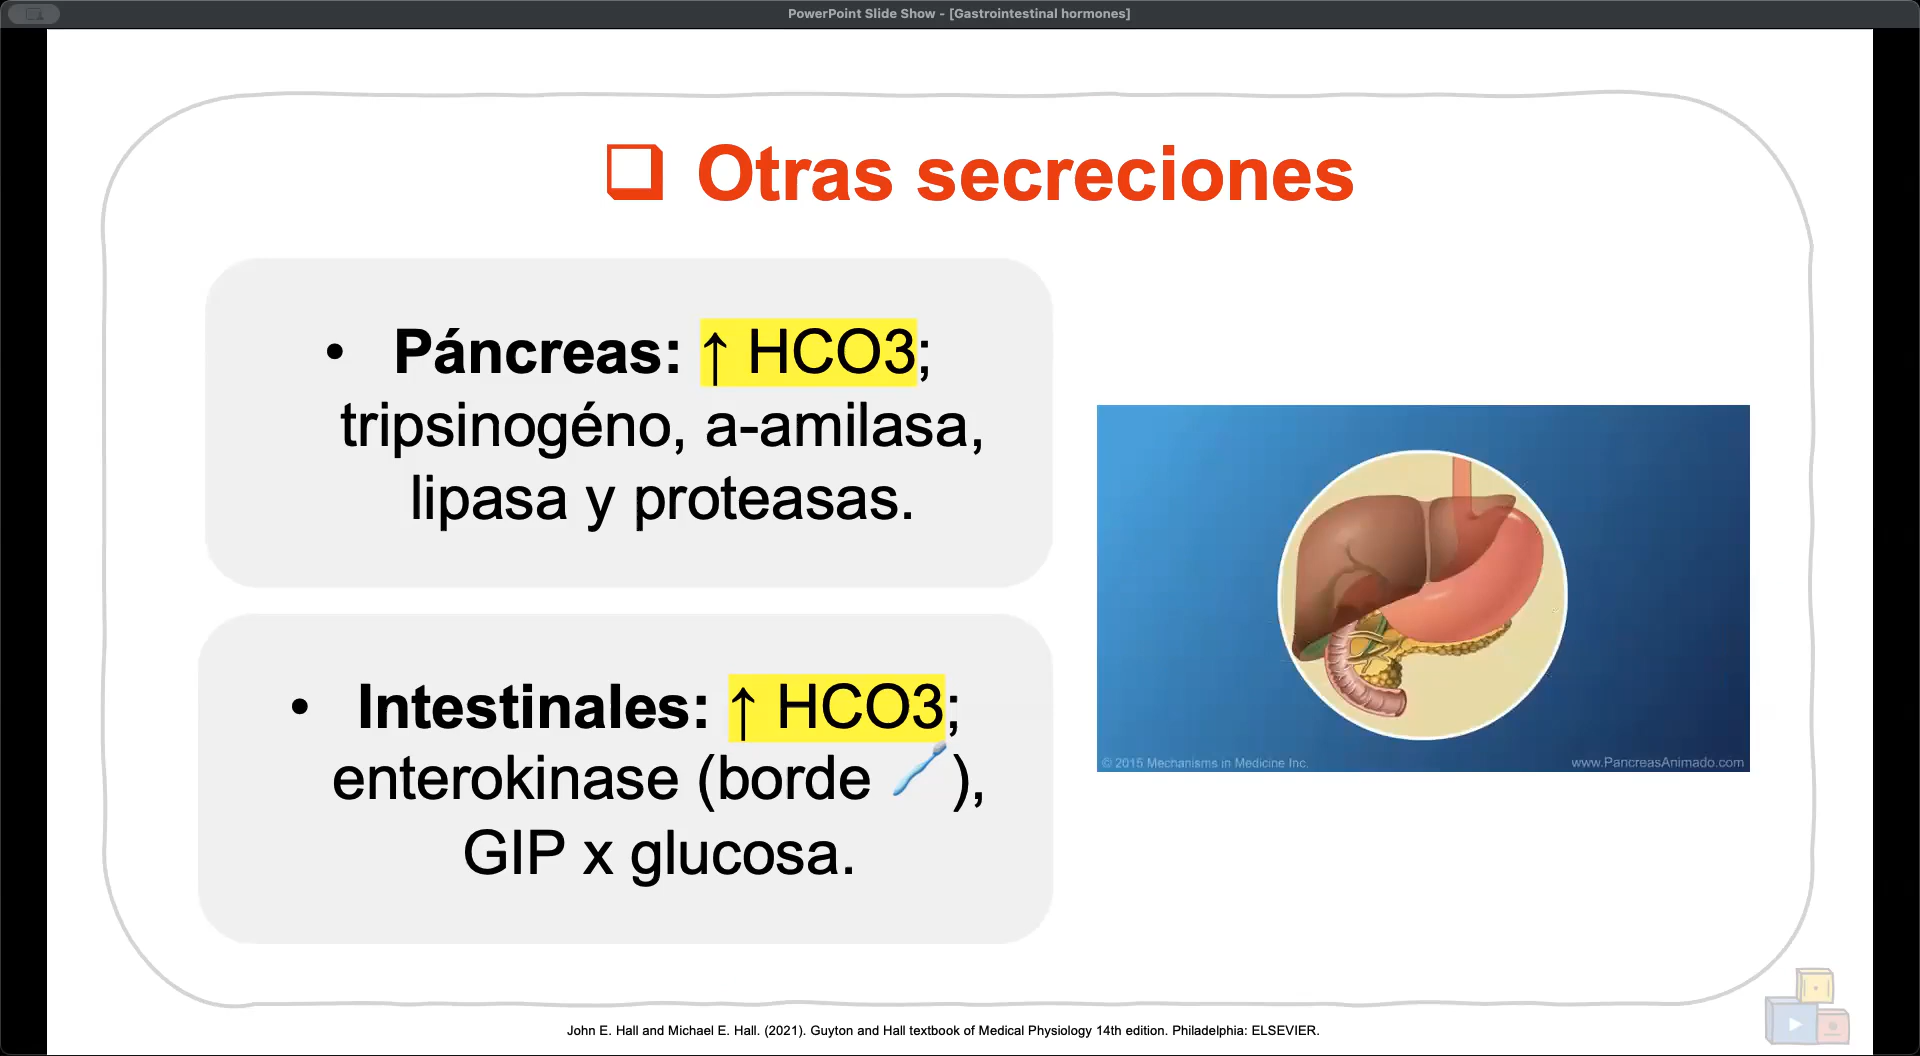 PowerPoint Slide Show - [Gastrointestinal hormones]
❑ Otras secreciones
• Páncreas: ↑ HCO3;
tripsinogéno, a-amilasa,
lipasa y proteasas.
• Intestinales: ↑ HCO3;
enterokinase (borde 🪥),
GIP x glucosa.
© 2015 Mechanisms in Medicine Inc.
www.PancreasAnimado.com
John E. Hall and Michael E. Hall. (2021). Guyton and Hall textbook of Medical Physiology 14th edition. Philadelphia: ELSEVIER.